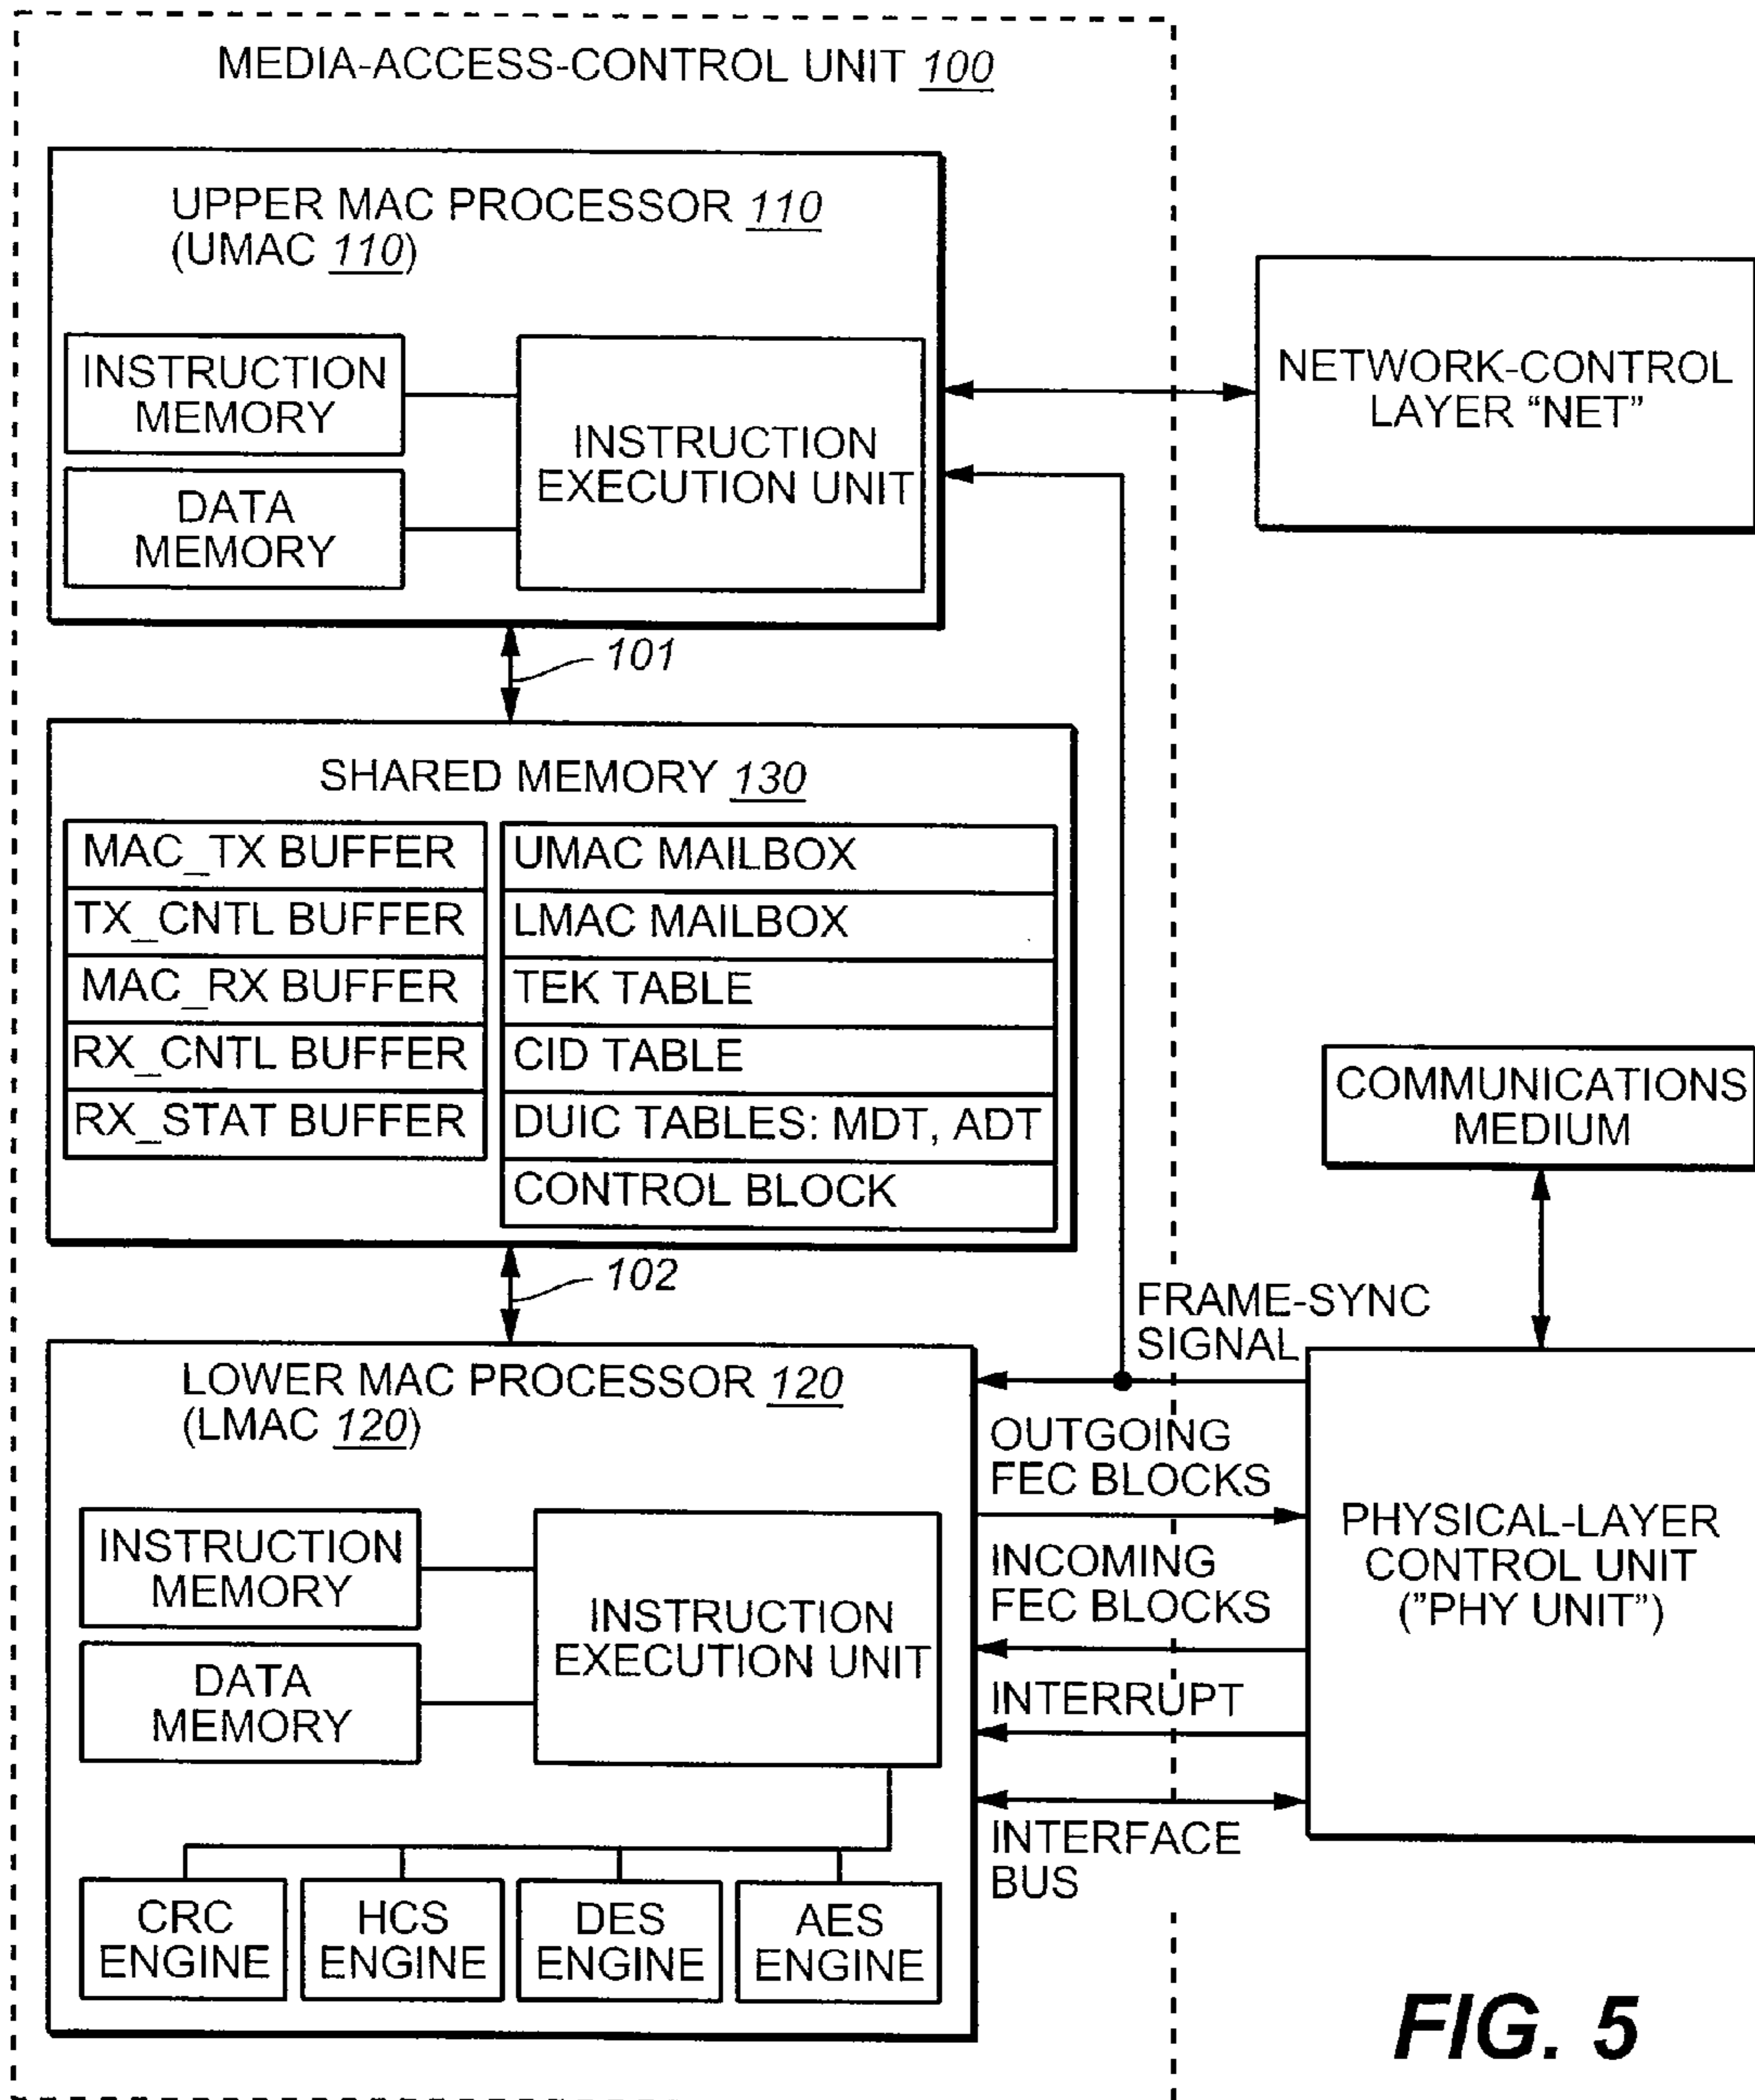 MEDIA-ACCESS-CONTROL UNIT 100
UPPER MAC PROCESSOR 110
(UMAC 110)
INSTRUCTION
MEMORY
DATA
MEMORY
INSTRUCTION
EXECUTION UNIT
NETWORK-CONTROL
LAYER “NET”
101
SHARED MEMORY 130
MAC_TX BUFFER
TX_CNTL BUFFER
MAC_RX BUFFER
RX_CNTL BUFFER
RX_STAT BUFFER
UMAC MAILBOX
LMAC MAILBOX
TEK TABLE
CID TABLE
DUIC TABLES: MDT, ADT
CONTROL BLOCK
COMMUNICATIONS
MEDIUM
102
FRAME-SYNC
SIGNAL
LOWER MAC PROCESSOR 120
(LMAC 120)
INSTRUCTION
MEMORY
DATA
MEMORY
INSTRUCTION
EXECUTION UNIT
OUTGOING
FEC BLOCKS
INCOMING
FEC BLOCKS
INTERRUPT
INTERFACE
BUS
PHYSICAL-LAYER
CONTROL UNIT
(”PHY UNIT”)
CRC
ENGINE
HCS
ENGINE
DES
ENGINE
AES
ENGINE
FIG. 5